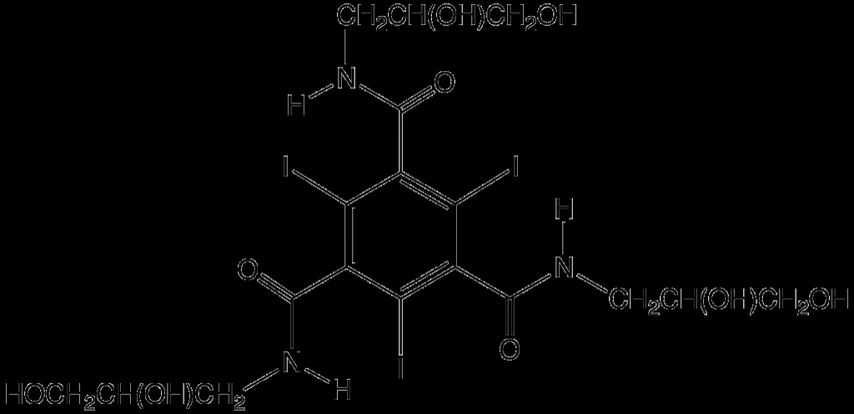 CH₂CH(OH)CH₂OH
N
O
H
I I
H
O N
CH₂CH(OH)CH₂OH
O
N I
H
HOCH₂CH(OH)CH₂